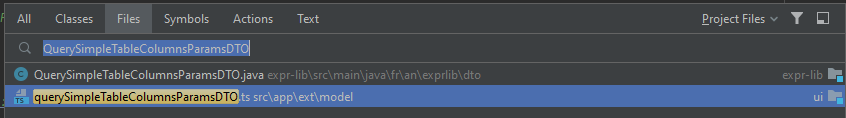 All Classes Files Symbols Actions Text Project Files
QuerySimpleTableColumnsParamsDTO
C QuerySimpleTableColumnsParamsDTO.java expr-lib\src\main\java\fr\an\exprlib\dto expr-lib
TS querySimpleTableColumnsParamsDTO.ts src\app\ext\model ui